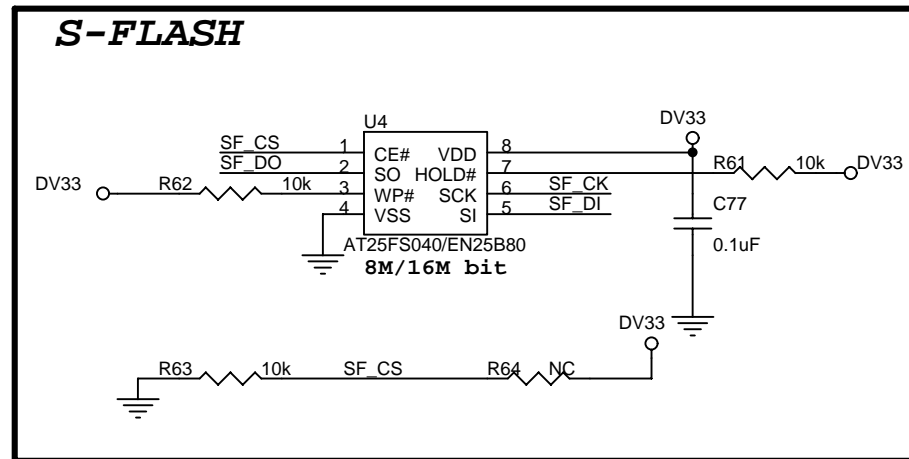 S-FLASH
U4
DV33
SF_CS 1 CE# VDD 8
SF_DO 2 SO HOLD# 7 R61 10k DV33
DV33 R62 10k 3 WP# SCK 6 SF_CK
4 VSS SI 5 SF_DI
C77
AT25FS040/EN25B80
0.1uF
8M/16M bit
DV33
R63 10k SF_CS R64 NC